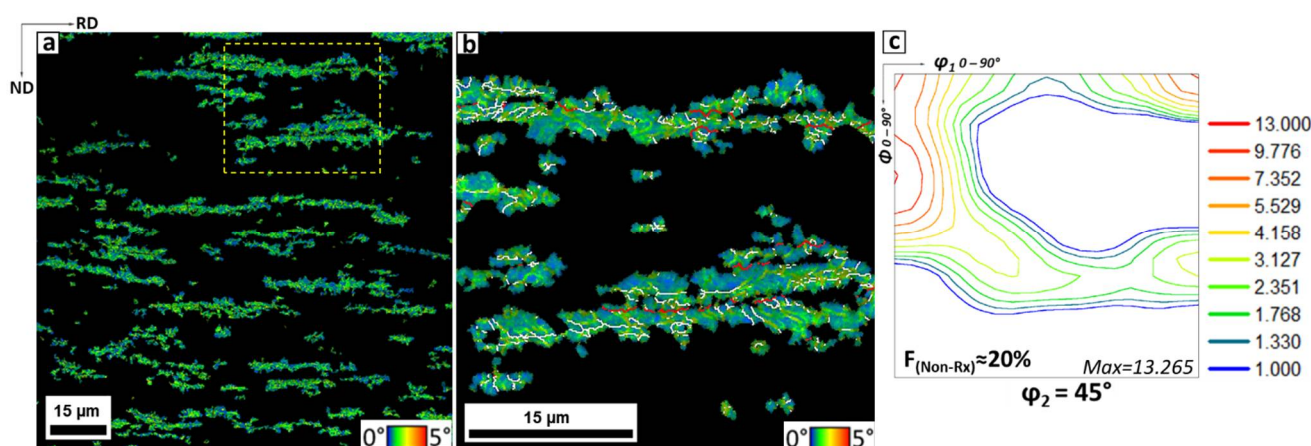 RD
ND
a
15 µm
0° 5°
b
15 µm
0° 5°
c
φ1 0 – 90°
Φ 0 – 90°
F(Non-Rx)≈20%
Max=13.265
φ2 = 45°
13.000
9.776
7.352
5.529
4.158
3.127
2.351
1.768
1.330
1.000